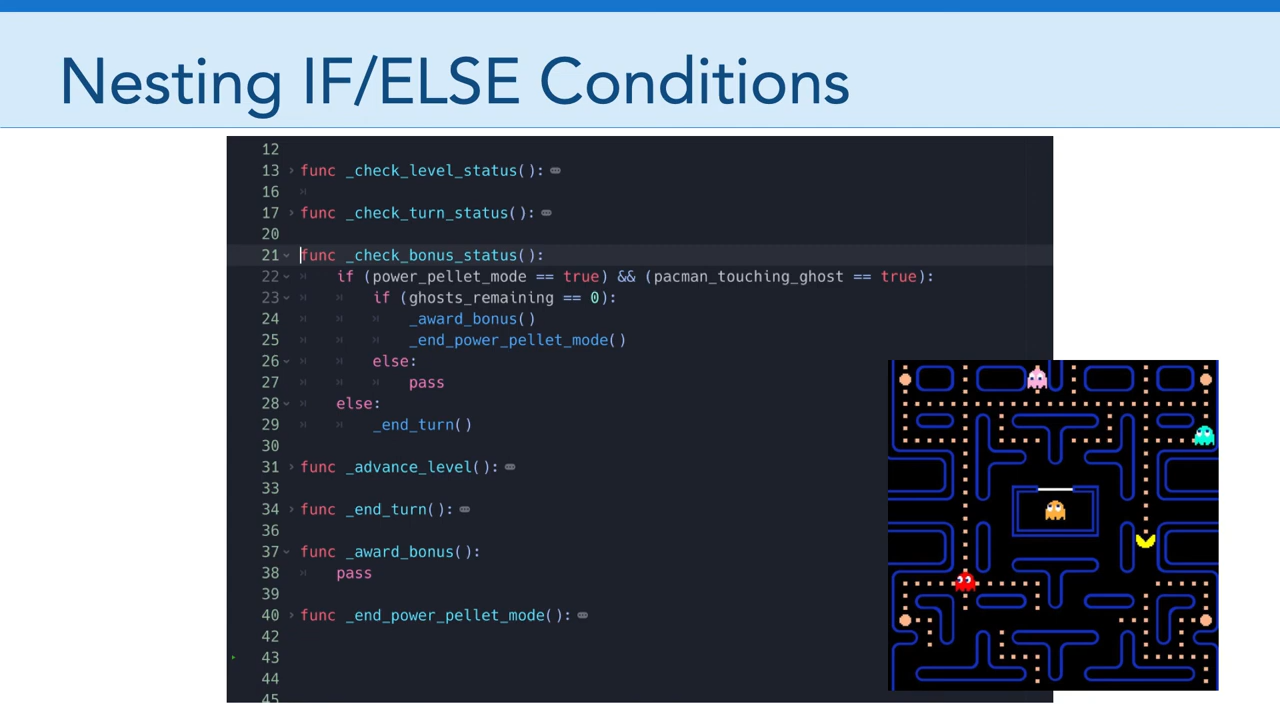 Nesting IF/ELSE Conditions
12
13 func _check_level_status():
16
17 func _check_turn_status():
20
21 func _check_bonus_status():
22 if (power_pellet_mode == true) && (pacman_touching_ghost == true):
23 if (ghosts_remaining == 0):
24 _award_bonus()
25 _end_power_pellet_mode()
26 else:
27 pass
28 else:
29 _end_turn()
30
31 func _advance_level():
33
34 func _end_turn():
36
37 func _award_bonus():
38 pass
39
40 func _end_power_pellet_mode():
42
43
44
45